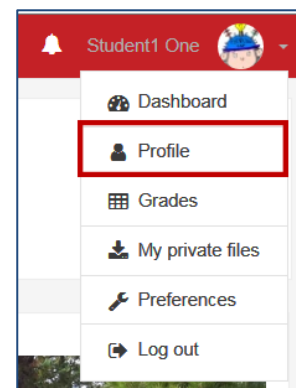 Student1 One
Dashboard
Profile
Grades
My private files
Preferences
Log out